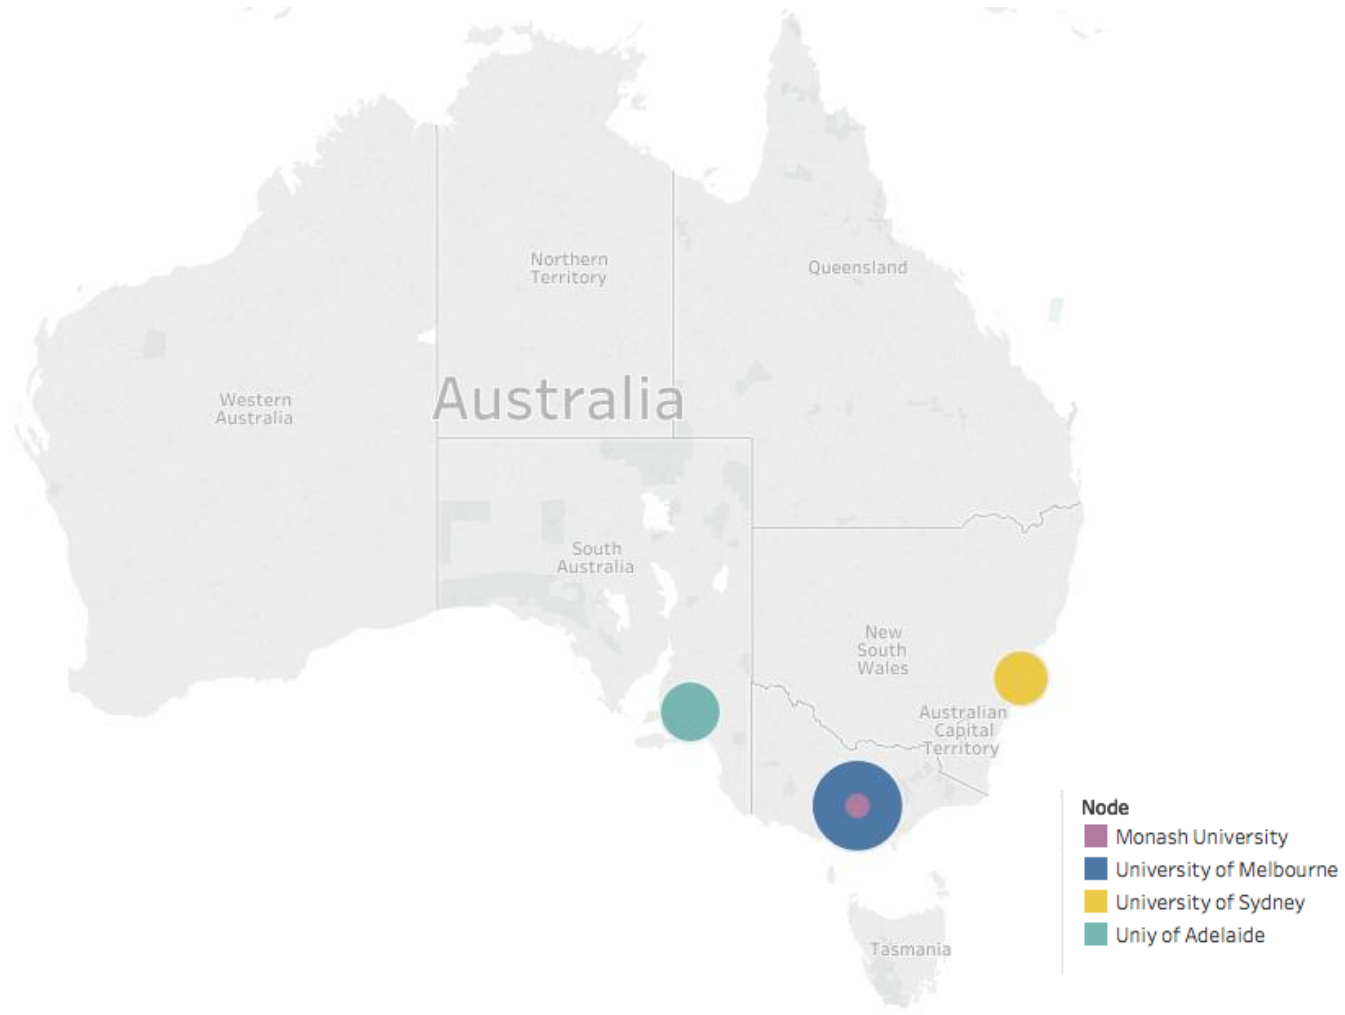 Northern
Territory
Queensland
Western
Australia
Australia
South
Australia
New
South
Wales
Australian
Capital
Territory
Tasmania
Node
Monash University
University of Melbourne
University of Sydney
Uniy of Adelaide